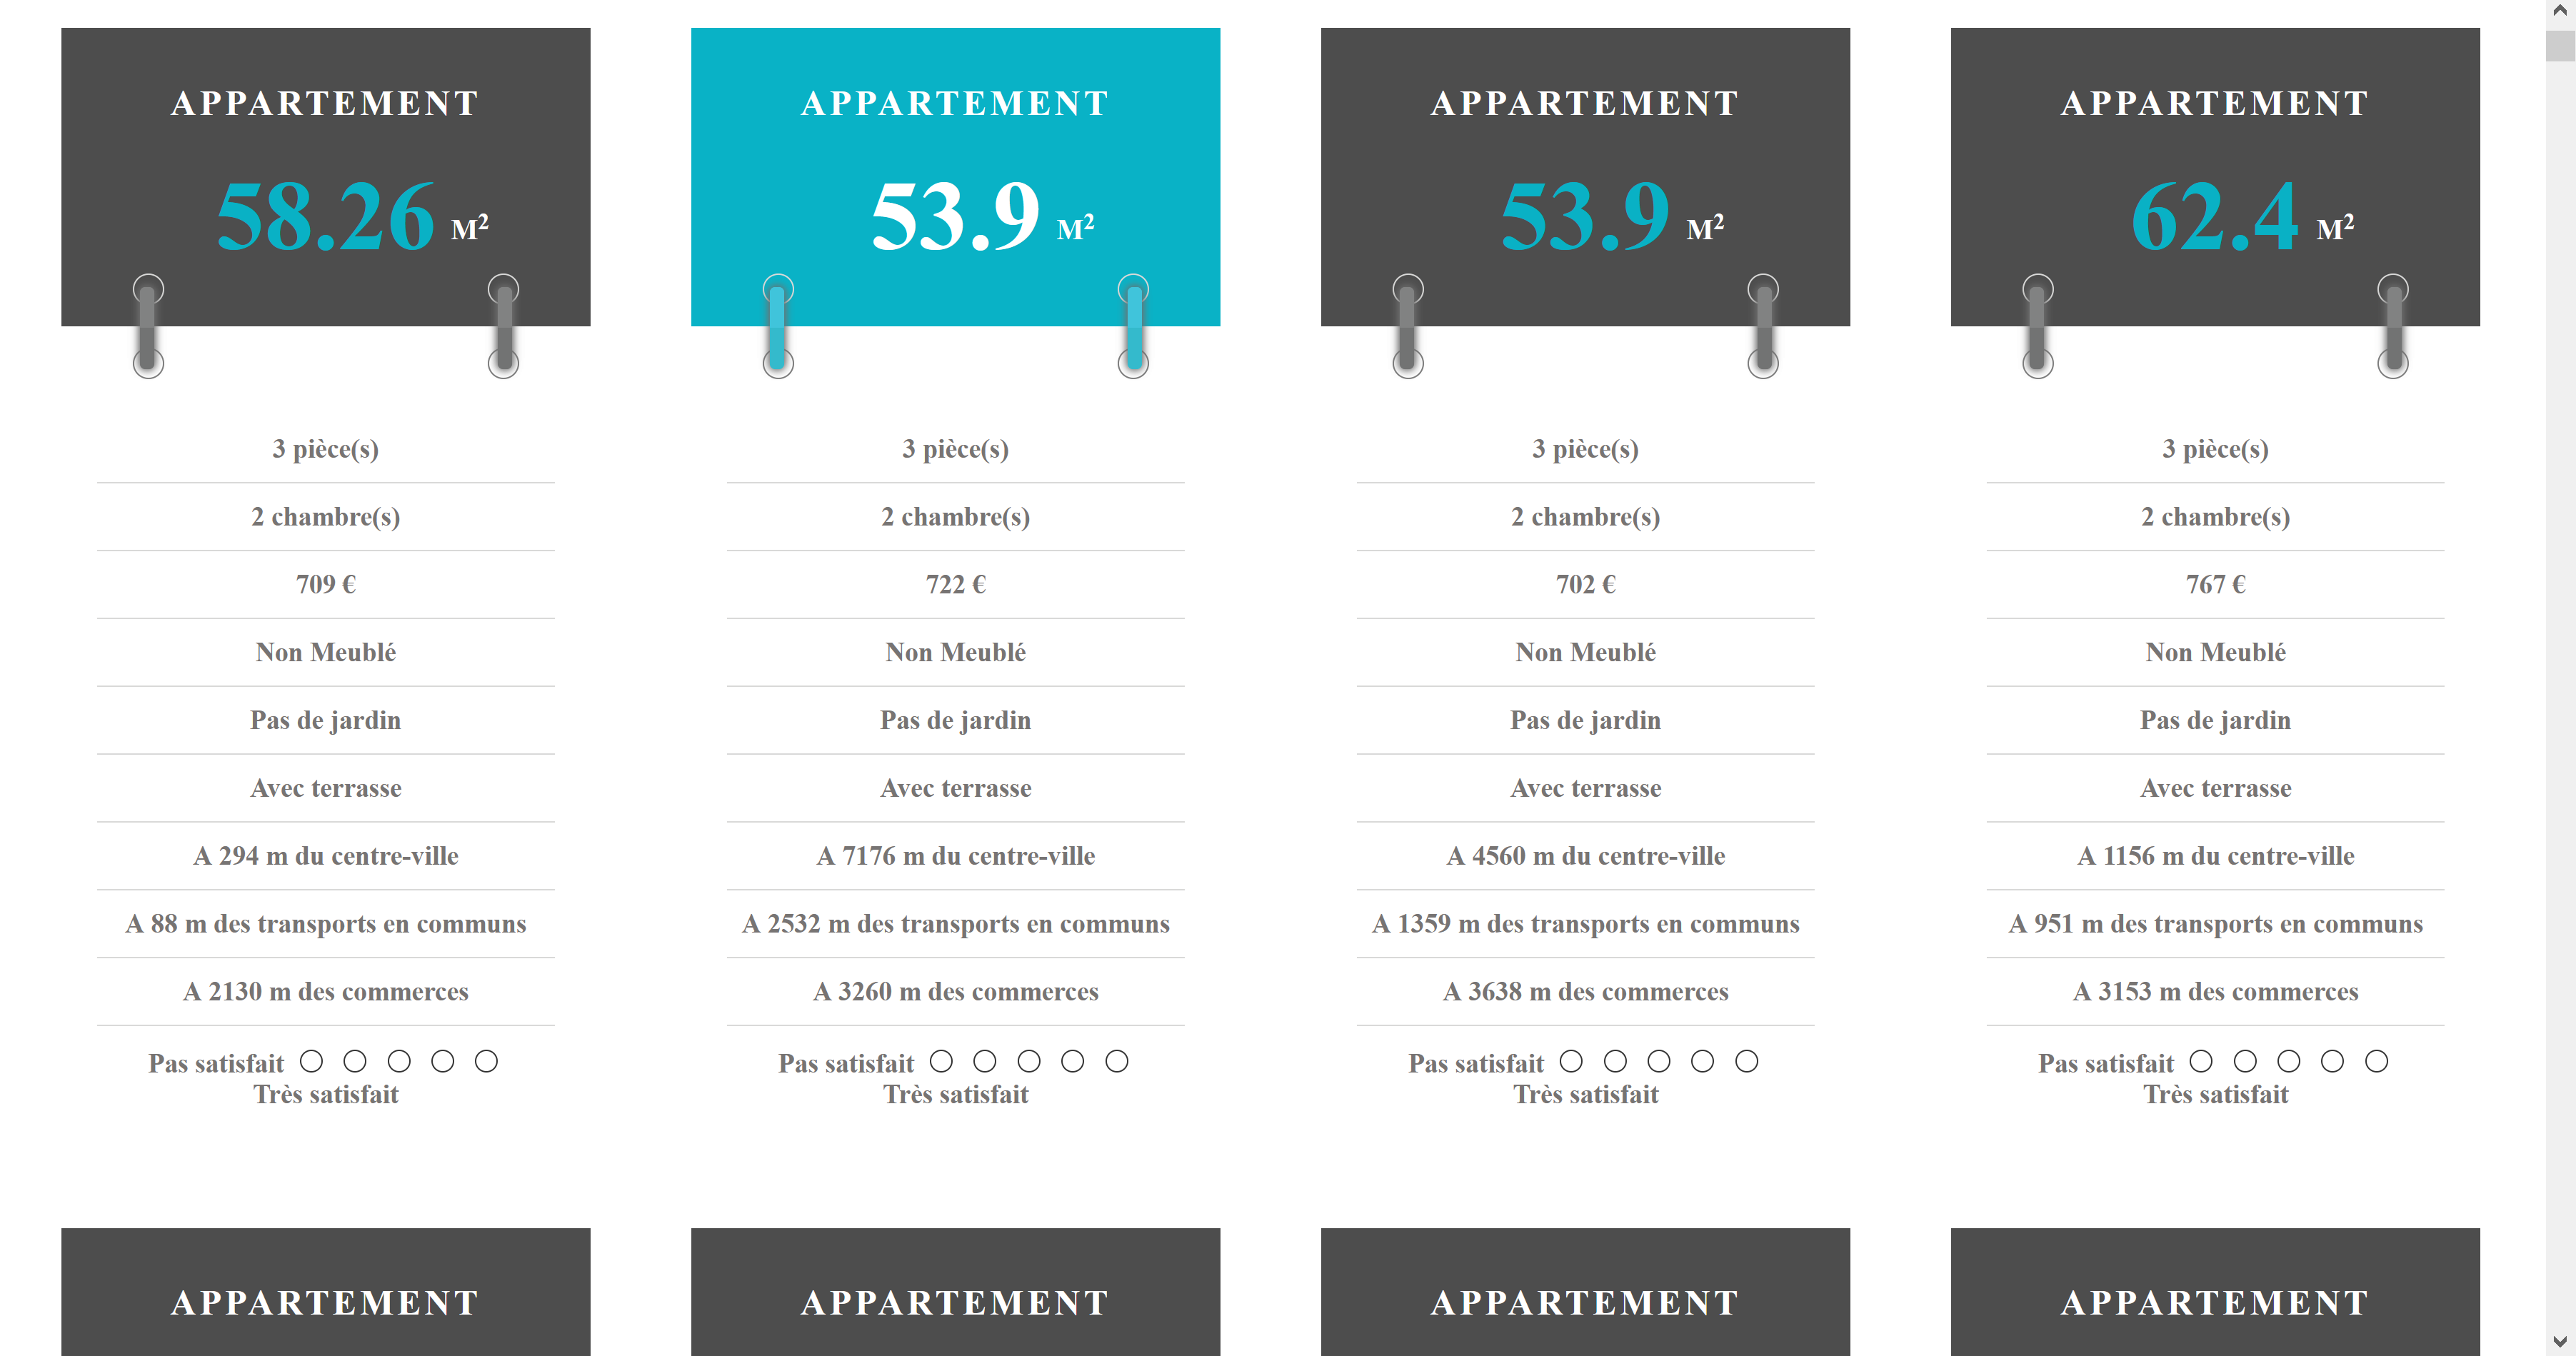 APPARTEMENT
58.26 M²
3 pièce(s)
2 chambre(s)
709 €
Non Meublé
Pas de jardin
Avec terrasse
A 294 m du centre-ville
A 88 m des transports en communs
A 2130 m des commerces
Pas satisfait
Très satisfait
APPARTEMENT
53.9 M²
3 pièce(s)
2 chambre(s)
722 €
Non Meublé
Pas de jardin
Avec terrasse
A 7176 m du centre-ville
A 2532 m des transports en communs
A 3260 m des commerces
Pas satisfait
Très satisfait
APPARTEMENT
53.9 M²
3 pièce(s)
2 chambre(s)
702 €
Non Meublé
Pas de jardin
Avec terrasse
A 4560 m du centre-ville
A 1359 m des transports en communs
A 3638 m des commerces
Pas satisfait
Très satisfait
APPARTEMENT
62.4 M²
3 pièce(s)
2 chambre(s)
767 €
Non Meublé
Pas de jardin
Avec terrasse
A 1156 m du centre-ville
A 951 m des transports en communs
A 3153 m des commerces
Pas satisfait
Très satisfait
APPARTEMENT
APPARTEMENT
APPARTEMENT
APPARTEMENT